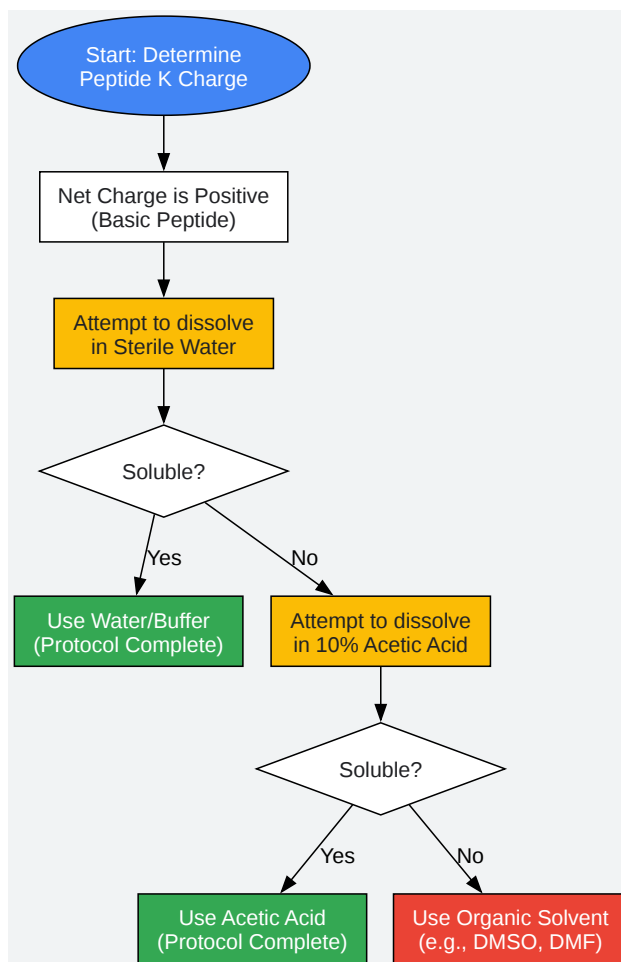 Start: Determine
Peptide K Charge
Net Charge is Positive
(Basic Peptide)
Attempt to dissolve
in Sterile Water
Soluble?
Yes
No
Use Water/Buffer
(Protocol Complete)
Attempt to dissolve
in 10% Acetic Acid
Soluble?
Yes
No
Use Acetic Acid
(Protocol Complete)
Use Organic Solvent
(e.g., DMSO, DMF)